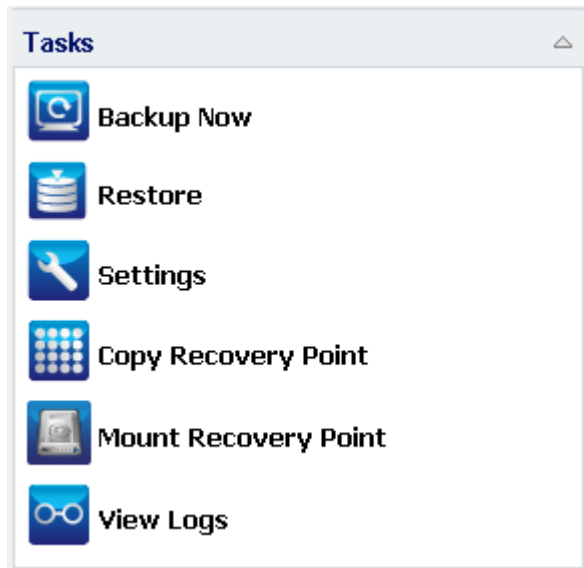 Tasks
Backup Now
Restore
Settings
Copy Recovery Point
Mount Recovery Point
View Logs